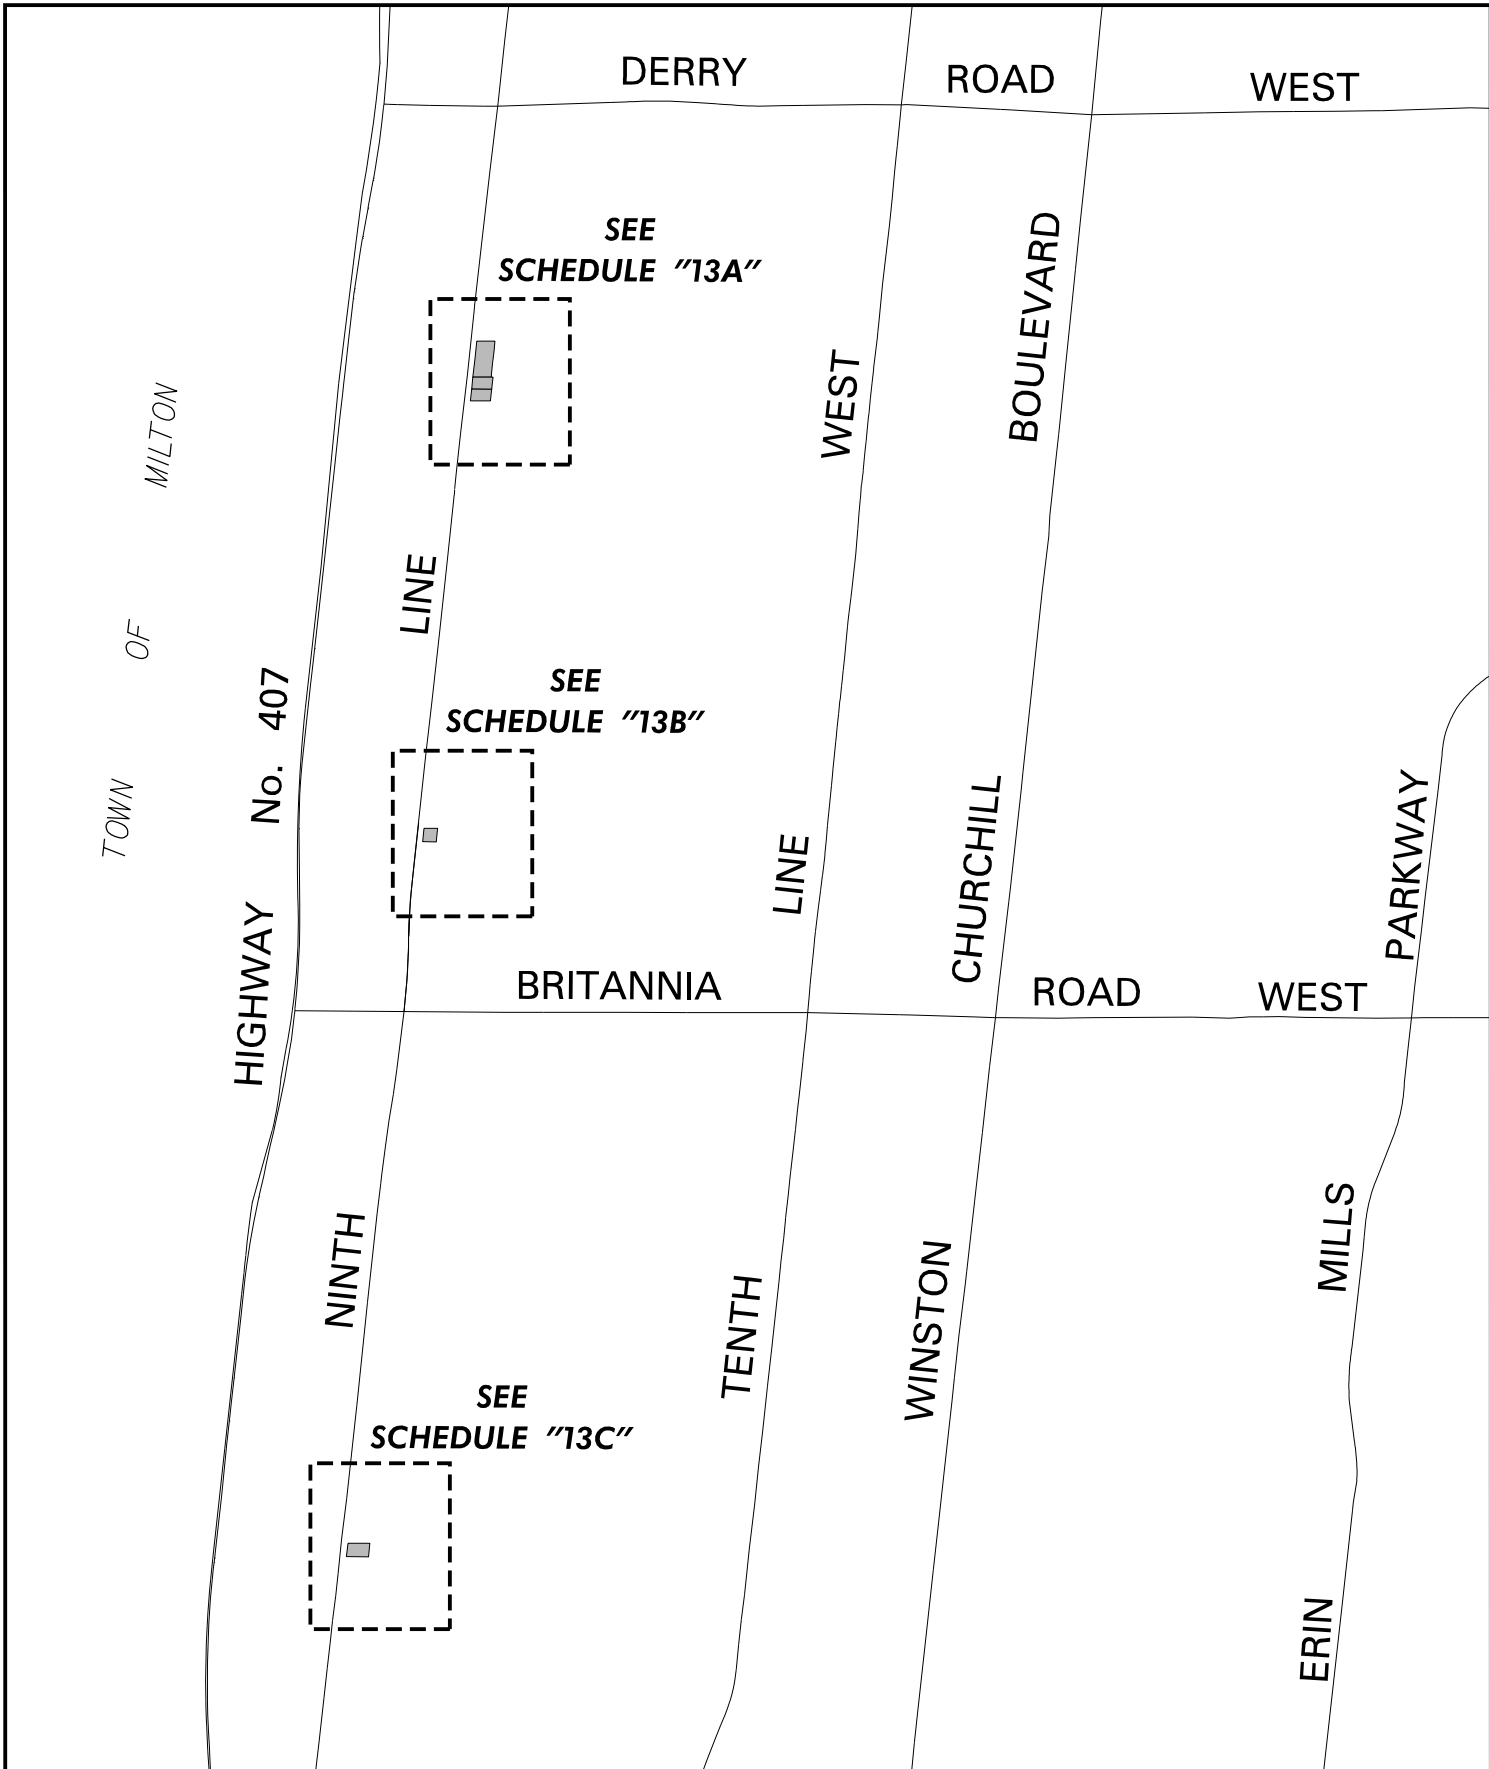 DERRY ROAD WEST
SEE
SCHEDULE "13A"
TOWN OF MILTON
HIGHWAY No. 407
NINTH LINE
TENTH LINE WEST
WINSTON CHURCHILL BOULEVARD
SEE
SCHEDULE "13B"
BRITANNIA ROAD WEST
ERIN MILLS PARKWAY
SEE
SCHEDULE "13C"